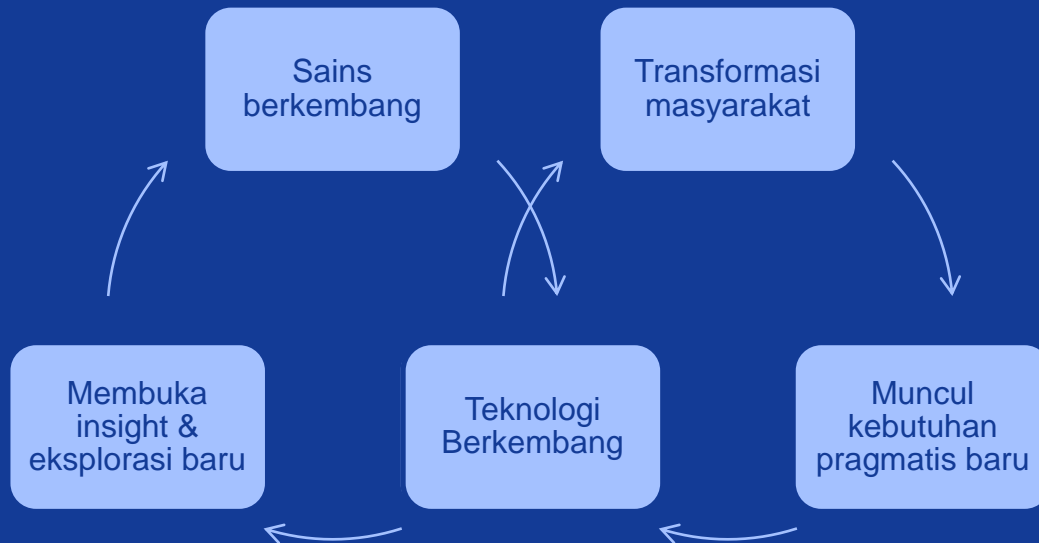 Sains
berkembang
Transformasi
masyarakat
Membuka
insight &
eksplorasi baru
Teknologi
Berkembang
Muncul
kebutuhan
pragmatis baru